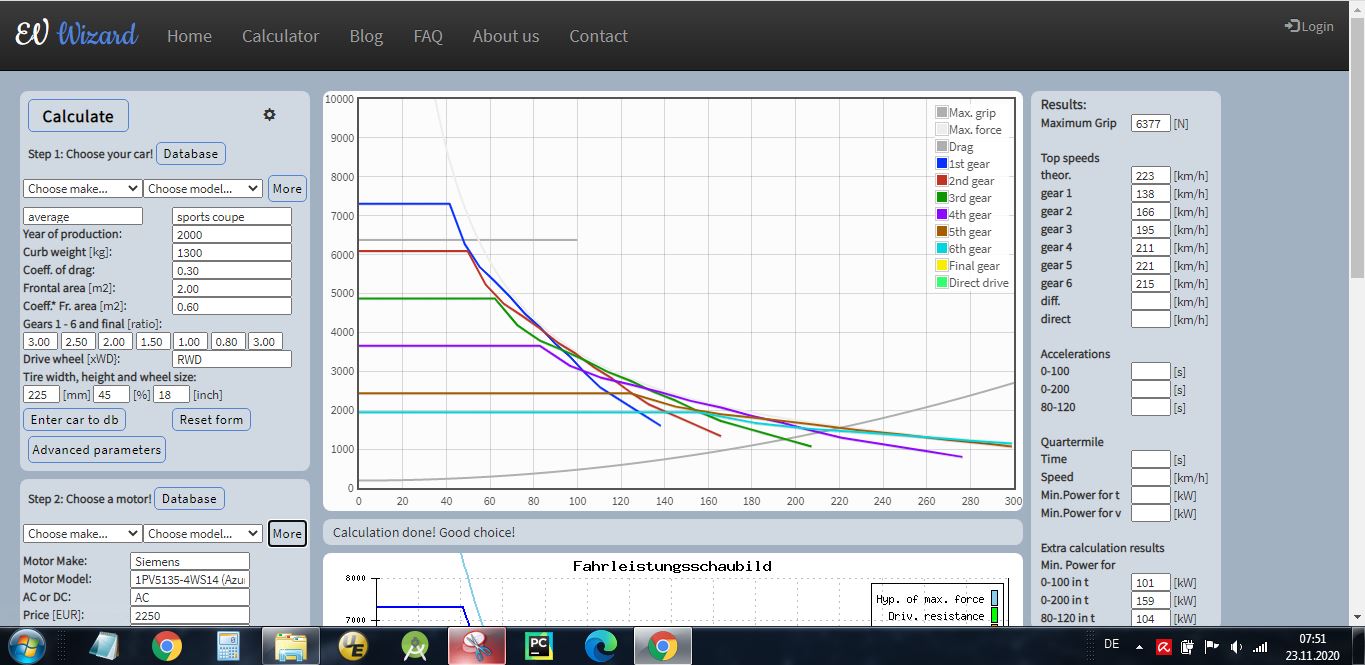 EV Wizard Home Calculator Blog FAQ About us Contact Login
Calculate
Step 1: Choose your car! Database
Choose make... Choose model... More
average sports coupe
Year of production: 2000
Curb weight [kg]: 1300
Coeff. of drag: 0.30
Frontal area [m2]: 2.00
Coeff.* Fr. area [m2]: 0.60
Gears 1 - 6 and final [ratio]:
3.00 2.50 2.00 1.50 1.00 0.80 3.00
Drive wheel [xWD]: RWD
Tire width, height and wheel size:
225 [mm] 45 [%] 18 [inch]
Enter car to db Reset form
Advanced parameters
Step 2: Choose a motor! Database
Choose make... Choose model... More
Motor Make: Siemens
Motor Model: 1PV5135-4WS14 (Azu
AC or DC: AC
Price [EUR]: 2250
10000
9000
8000
7000
6000
5000
4000
3000
2000
1000
0
0 20 40 60 80 100 120 140 160 180 200 220 240 260 280 300
Max. grip
Max. force
Drag
1st gear
2nd gear
3rd gear
4th gear
5th gear
6th gear
Final gear
Direct drive
Calculation done! Good choice!
Fahrleistungsschaubild
8000
7000
Hyp. of max. force
Driv. resistance
Results:
Maximum Grip 6377 [N]
Top speeds
theor. 223 [km/h]
gear 1 138 [km/h]
gear 2 166 [km/h]
gear 3 195 [km/h]
gear 4 211 [km/h]
gear 5 221 [km/h]
gear 6 215 [km/h]
diff. [km/h]
direct [km/h]
Accelerations
0-100 [s]
0-200 [s]
80-120 [s]
Quartermile
Time [s]
Speed [km/h]
Min.Power for t [kW]
Min.Power for v [kW]
Extra calculation results
Min. Power for
0-100 in t 101 [kW]
0-200 in t 159 [kW]
80-120 in t 104 [kW]
PC
DE
07:51
23.11.2020